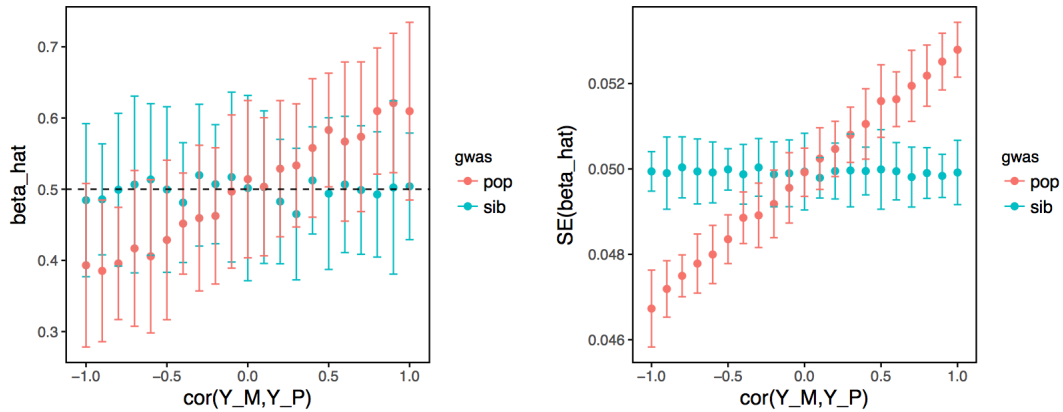 beta_hat
0.7
0.6
0.5
0.4
0.3
−1.0 −0.5 0.0 0.5 1.0
cor(Y_M,Y_P)
gwas
pop
sib
SE(beta_hat)
0.052
0.050
0.048
0.046
−1.0 −0.5 0.0 0.5 1.0
cor(Y_M,Y_P)
gwas
pop
sib